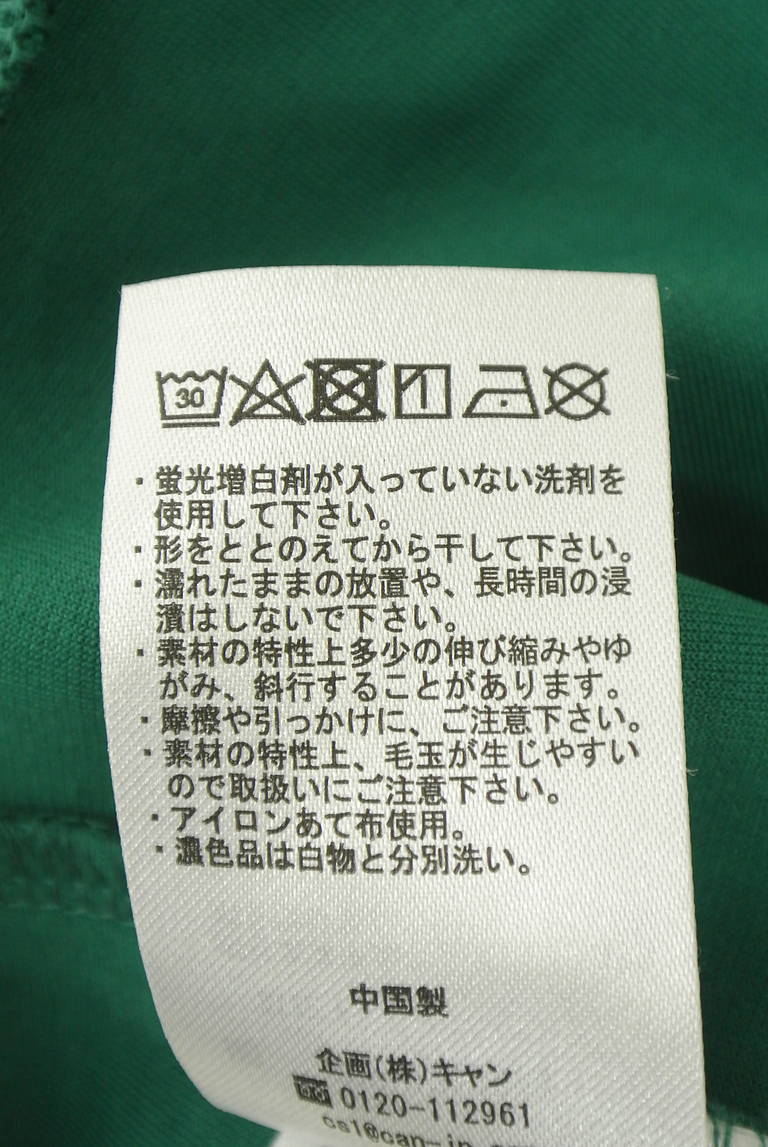 30
・蛍光増白剤が入っていない洗剤を
使用して下さい。
・形をととのえてから干して下さい。
・濡れたままの放置や、長時間の浸
漬はしないで下さい。
・素材の特性上多少の伸び縮みやゆ
がみ、斜行することがあります。
・摩擦や引っかけに、ご注意下さい。
・素材の特性上、毛玉が生じやすい
ので取扱いにご注意下さい。
・アイロンあて布使用。
・濃色品は白物と分別洗い。
中国製
企画(株)キャン
0120-112961